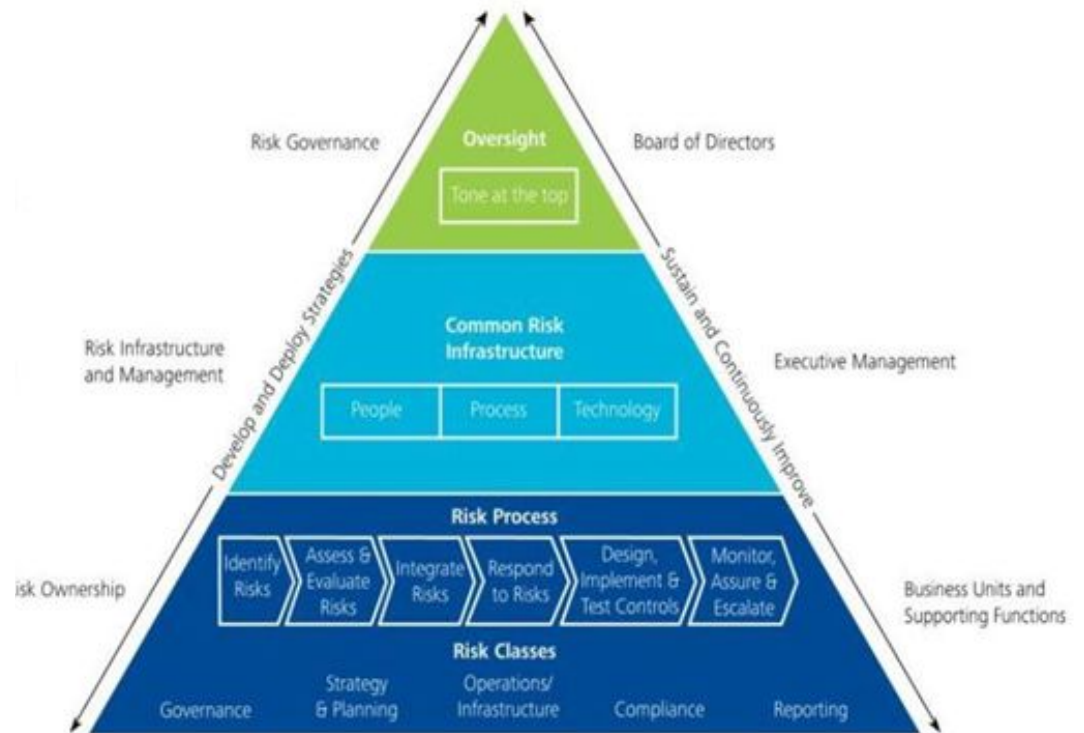 Oversight
Tone at the top
Risk Governance
Board of Directors
Develop and Deploy Strategies
Sustain and Continuously Improve
Common Risk
Infrastructure
People
Process
Technology
Risk Infrastructure
and Management
Executive Management
Risk Process
Identify
Risks
Assess &
Evaluate
Risks
Integrate
Risks
Respond
to Risks
Design,
Implement &
Test Controls
Monitor,
Assure &
Escalate
isk Ownership
Business Units and
Supporting Functions
Risk Classes
Governance
Strategy
& Planning
Operations/
Infrastructure
Compliance
Reporting